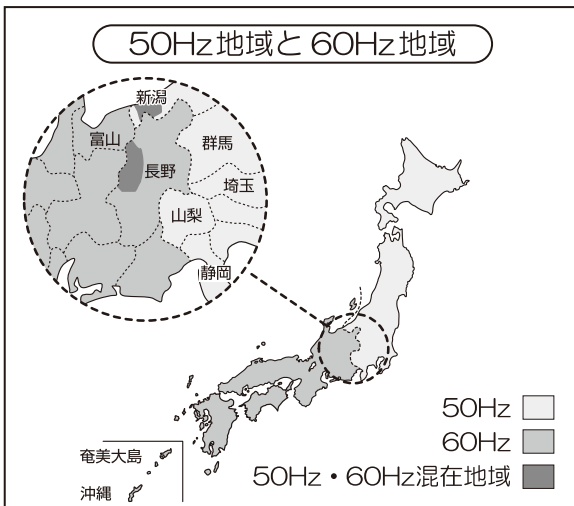 50Hz地域と60Hz地域
新潟
富山
群馬
長野
埼玉
山梨
静岡
50Hz
60Hz
50Hz・60Hz混在地域
奄美大島
沖縄